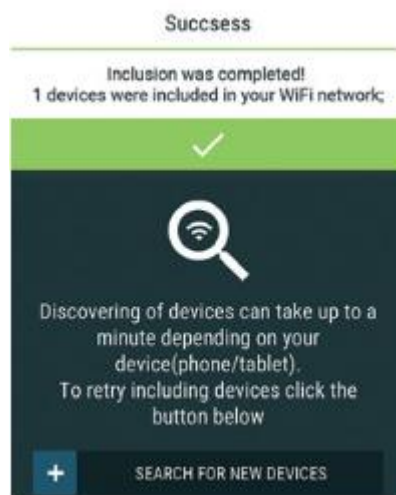 Succsess
Inclusion was completed!
1 devices were included in your WiFi network;
Discovering of devices can take up to a
minute depending on your
device(phone/tablet).
To retry including devices click the
button below
+ SEARCH FOR NEW DEVICES